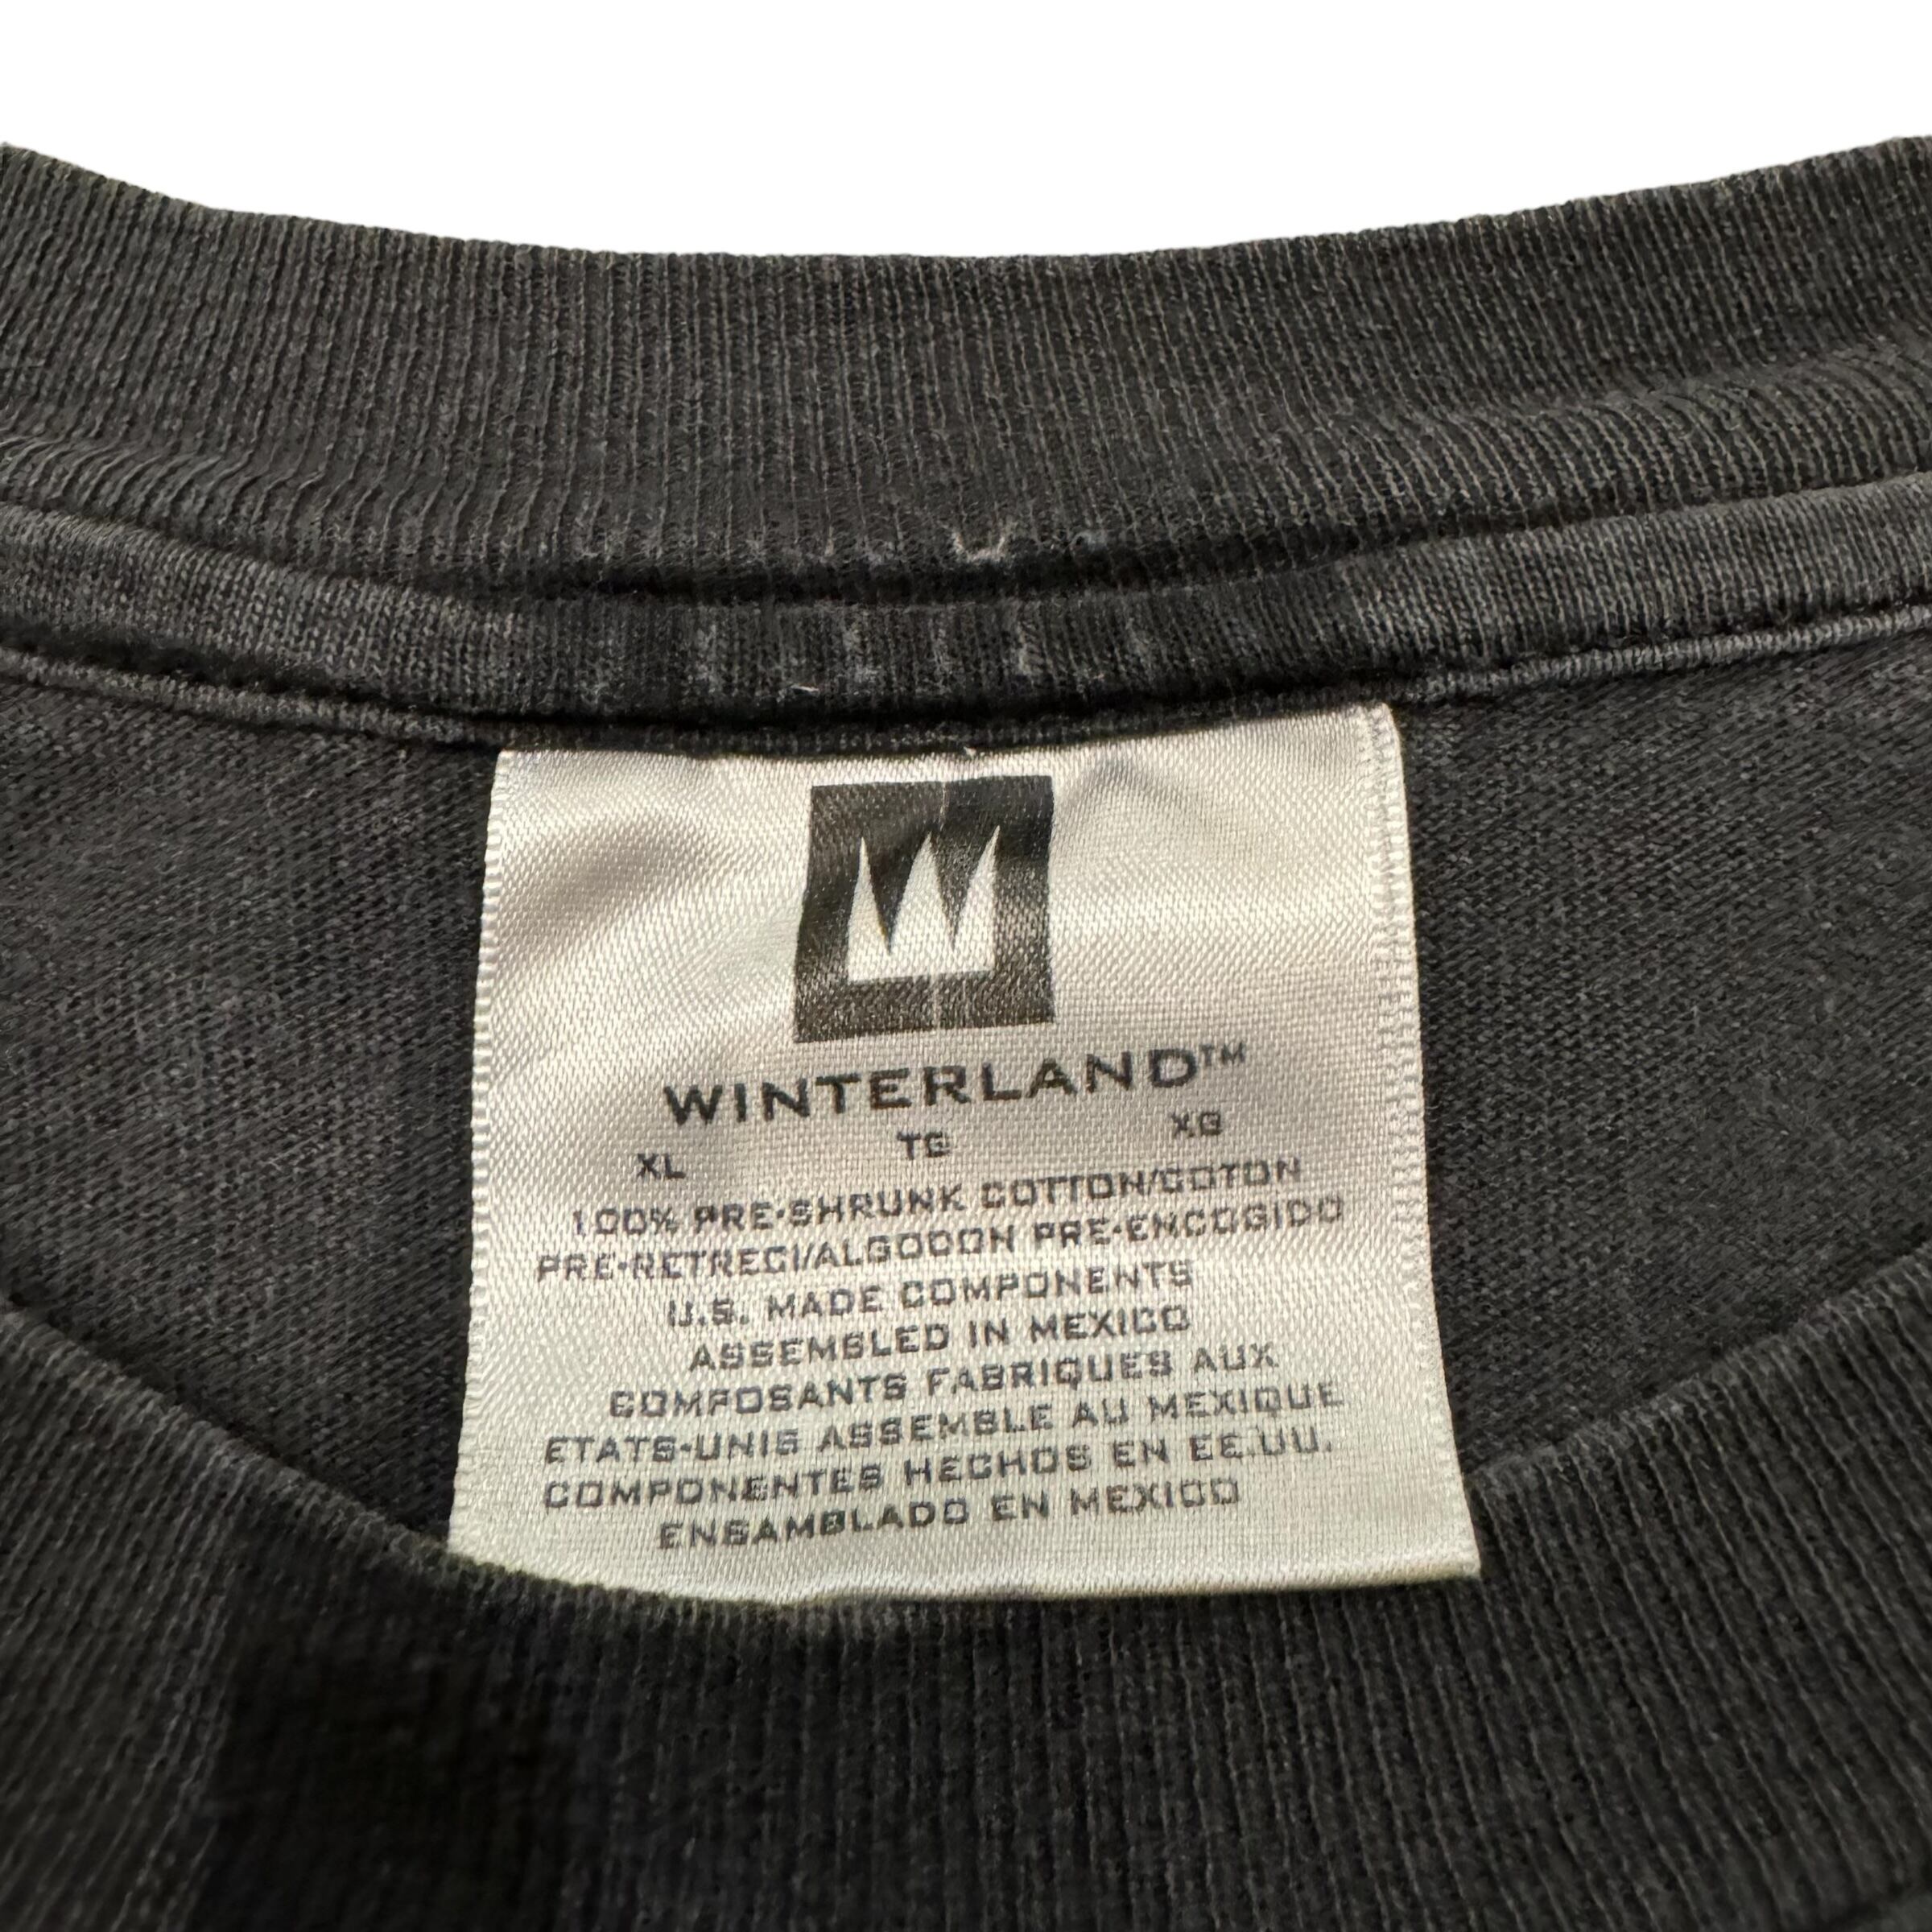 WINTERLAND™
XL TG XG
100% PRE-SHRUNK COTTON/COTON
PRE-RETRECI/ALGODON PRE-ENCOGIDO
U.S. MADE COMPONENTS
ASSEMBLED IN MEXICO
COMPOSANTS FABRIQUES AUX
ETATS-UNIS ASSEMBLE AU MEXIQUE
COMPONENTES HECHOS EN EE.UU.
ENSAMBLADO EN MEXICO